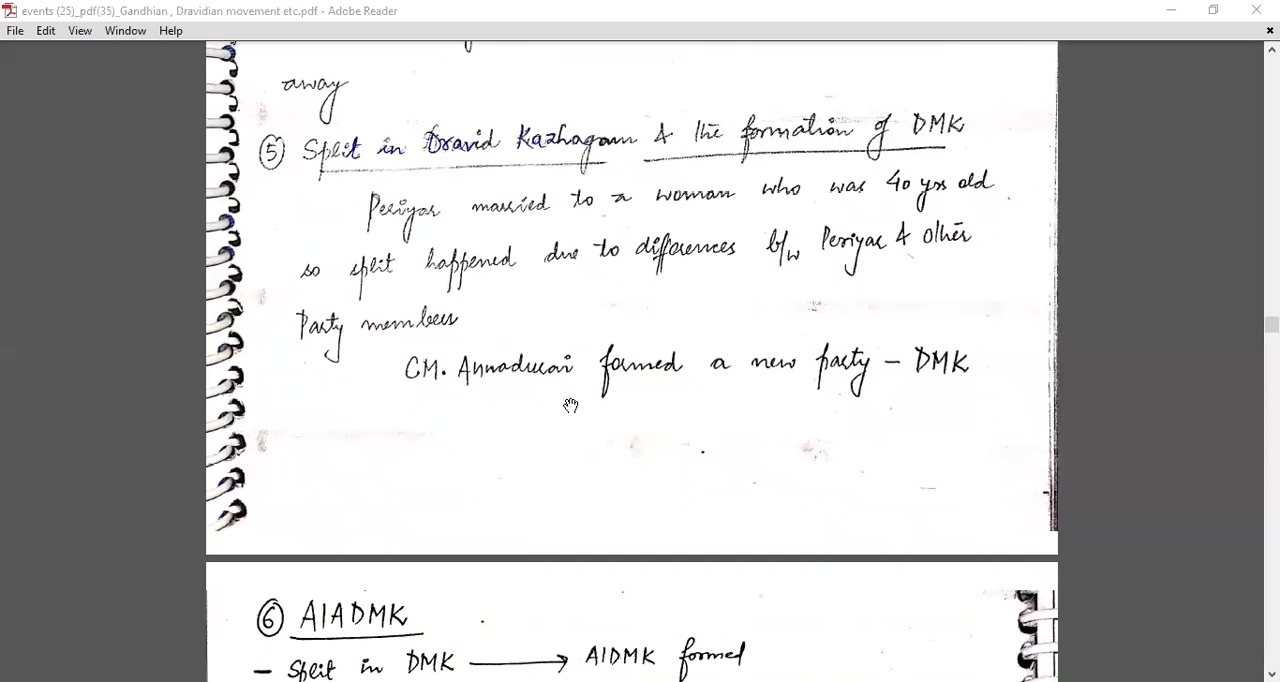 events (25)_pdf(35)_Gandhian , Dravidian movement etc.pdf - Adobe Reader
File Edit View Window Help
away
⑤ Split in Dravid Kazhagam & the formation of DMK
Periyar married to a woman who was 40 yrs old
so split happened due to differences b/w Periyar & other
Party members
CM. Annadurai formed a new party - DMK
⑥ AIADMK
- Split in DMK → AIDMK formed